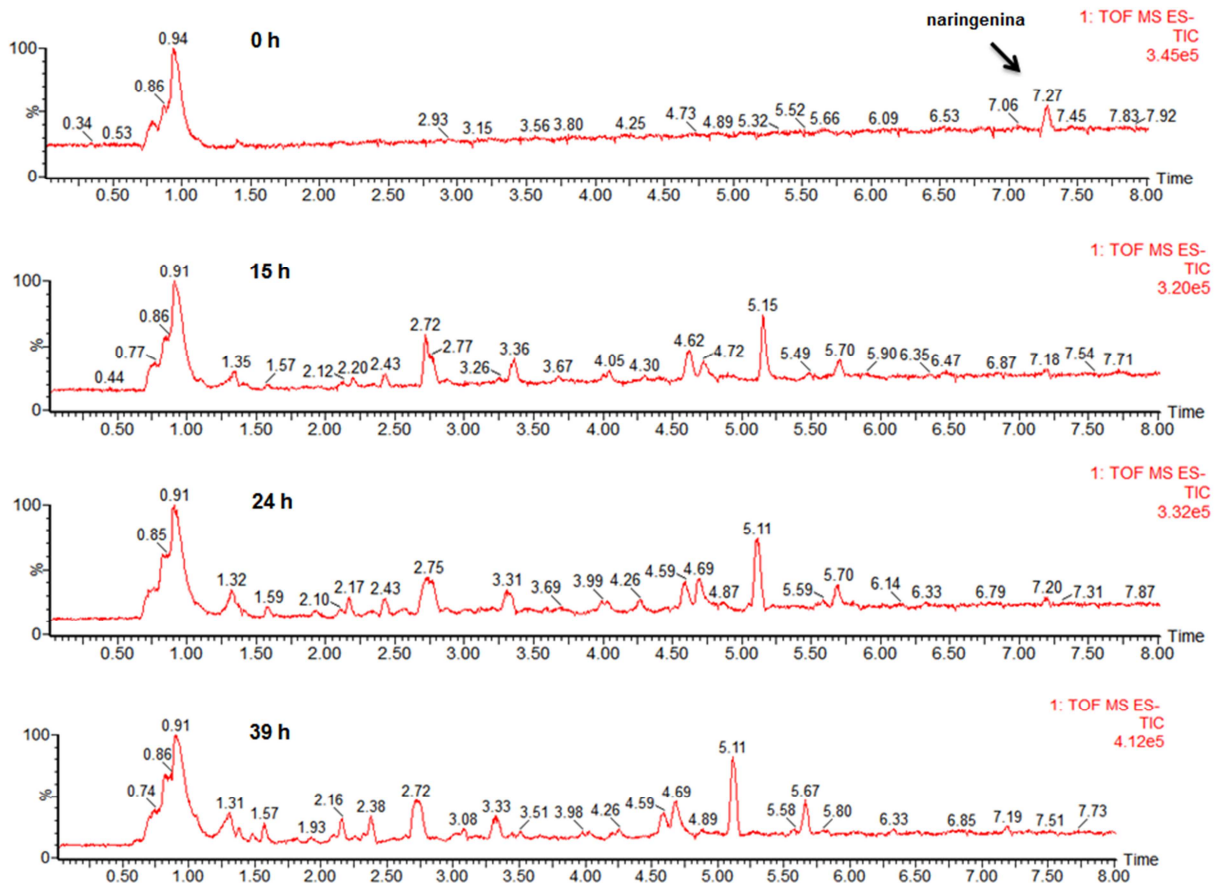 naringenina
1: TOF MS ES-
TIC
3.45e5
0 h
100
%
0
0.34 0.53 0.86 0.94 2.93 3.15 3.56 3.80 4.25 4.73 4.89 5.32 5.52 5.66 6.09 6.53 7.06 7.27 7.45 7.83 7.92
Time
0.50 1.00 1.50 2.00 2.50 3.00 3.50 4.00 4.50 5.00 5.50 6.00 6.50 7.00 7.50 8.00
1: TOF MS ES-
TIC
3.20e5
15 h
100
%
0
0.44 0.77 0.86 0.91 1.35 1.57 2.12 2.20 2.43 2.72 2.77 3.26 3.36 3.67 4.05 4.30 4.62 4.72 5.15 5.49 5.70 5.90 6.35 6.47 6.87 7.18 7.54 7.71
Time
0.50 1.00 1.50 2.00 2.50 3.00 3.50 4.00 4.50 5.00 5.50 6.00 6.50 7.00 7.50 8.00
1: TOF MS ES-
TIC
3.32e5
24 h
100
%
0
0.85 0.91 1.32 1.59 2.10 2.17 2.43 2.75 3.31 3.69 3.99 4.26 4.59 4.69 4.87 5.11 5.59 5.70 6.14 6.33 6.79 7.20 7.31 7.87
Time
0.50 1.00 1.50 2.00 2.50 3.00 3.50 4.00 4.50 5.00 5.50 6.00 6.50 7.00 7.50 8.00
1: TOF MS ES-
TIC
4.12e5
39 h
100
%
0
0.74 0.86 0.91 1.31 1.57 1.93 2.16 2.38 2.72 3.08 3.33 3.51 3.98 4.26 4.59 4.69 4.89 5.11 5.58 5.67 5.80 6.33 6.85 7.19 7.51 7.73
Time
0.50 1.00 1.50 2.00 2.50 3.00 3.50 4.00 4.50 5.00 5.50 6.00 6.50 7.00 7.50 8.00